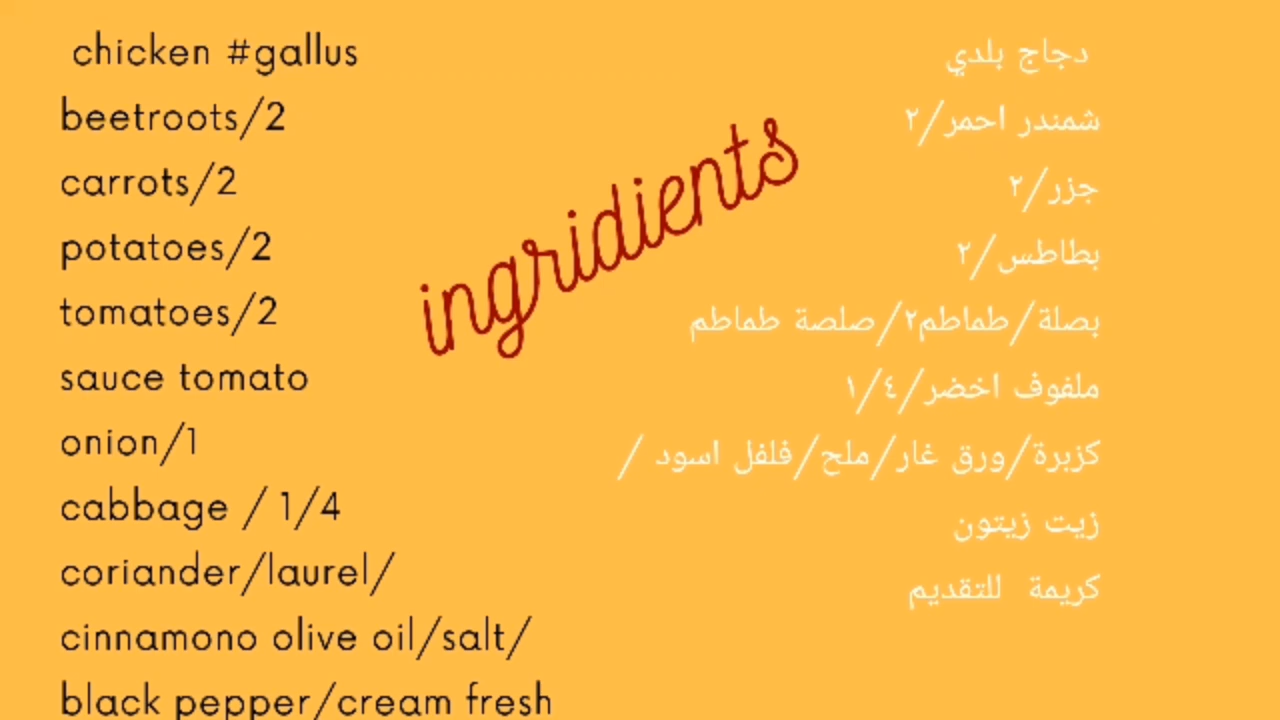 chicken #gallus
beetroots/2
carrots/2
potatoes/2
tomatoes/2
sauce tomato
onion/1
cabbage / 1/4
coriander/laurel/
cinnamono olive oil/salt/
black pepper/cream fresh
ingridients
دجاج بلدي
شمندر احمر/٢
جزر/٢
بطاطس/٢
بصلة/طماطم٢/صلصة طماطم
ملفوف اخضر/١/٤
كزبرة/ورق غار/ملح/فلفل اسود /
زيت زيتون
كريمة للتقديم